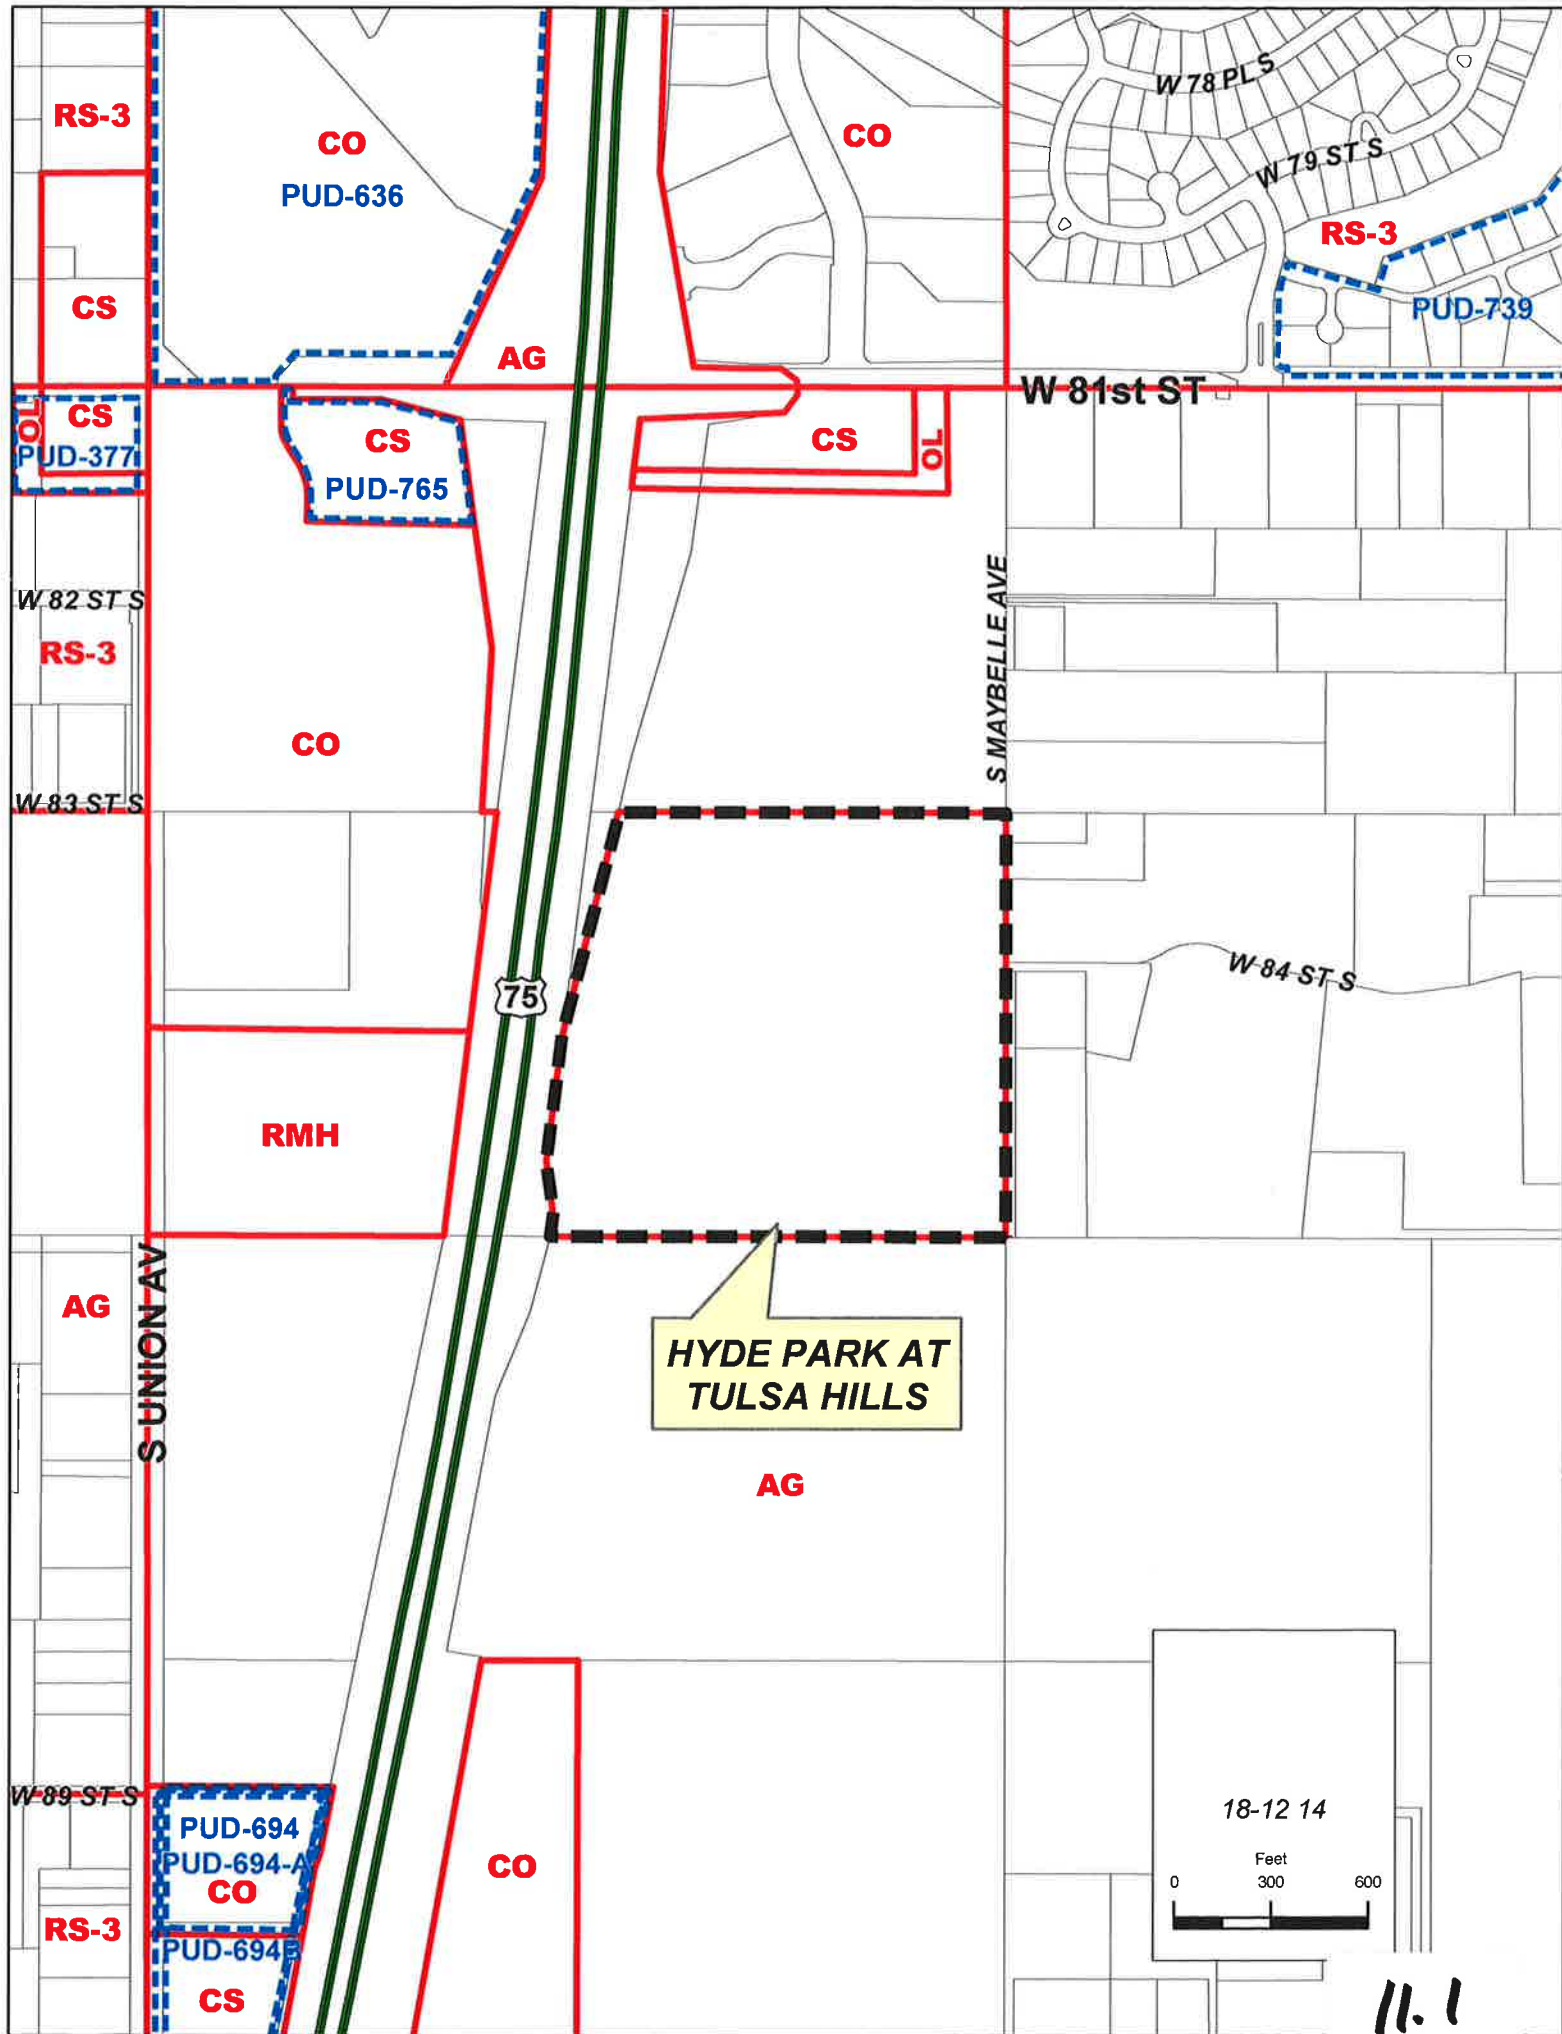 W 78 PL S
RS-3
CO
CO
W 79 ST S
PUD-636
RS-3
CS
PUD-739
AG
W 81st ST
OL
CS
CS
CS
OL
PUD-377
PUD-765
S MAYBELLE AVE
W 82 ST S
RS-3
CO
W 83 ST S
W 84 ST S
75
RMH
S UNION AV
AG
HYDE PARK AT
TULSA HILLS
AG
W 89 ST S
PUD-694
PUD-694-A
CO
CO
RS-3
PUD-694B
CS
18-12 14
Feet
0 300 600
11.1